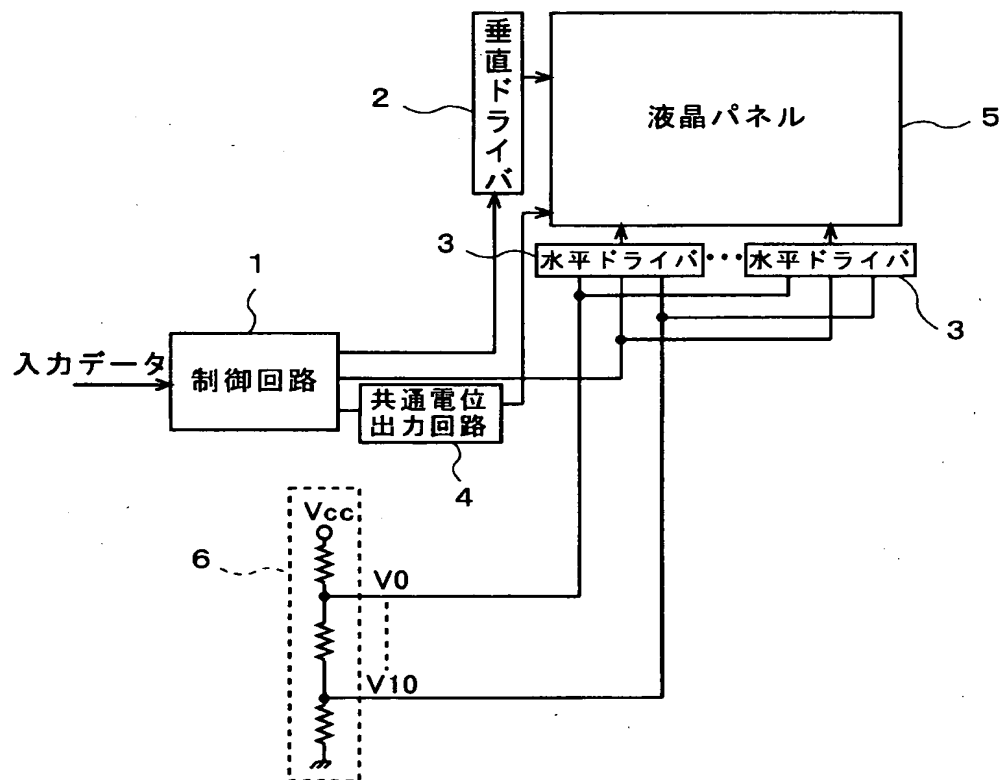 垂直ドライバ
2
液晶パネル
5
3
水平ドライバ
•••
水平ドライバ
3
1
入力データ
制御回路
共通電位
出力回路
4
Vcc
6
V0
V10